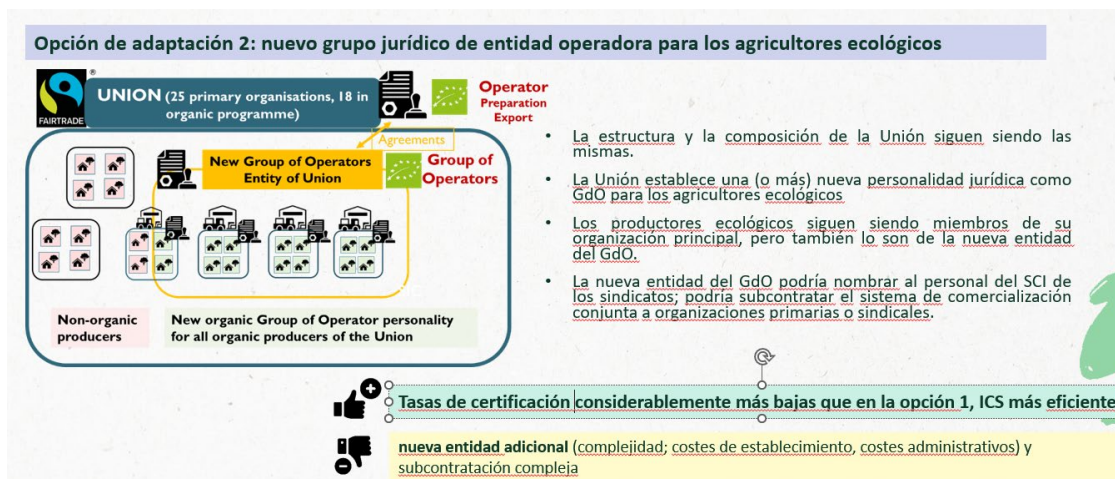 Opción de adaptación 2: nuevo grupo jurídico de entidad operadora para los agricultores ecológicos
FAIRTRADE
®
UNION (25 primary organisations, 18 in
organic programme)
Operator
Preparation
Export
Agreements
New Group of Operators
Entity of Union
Group of
Operators
Non-organic
producers
New organic Group of Operator personality
for all organic producers of the Union
• La estructura y la composición de la Unión siguen siendo las
mismas.
• La Unión establece una (o más) nueva personalidad jurídica como
GdO para los agricultores ecológicos
• Los productores ecológicos siguen siendo miembros de su
organización principal, pero también lo son de la nueva entidad
del GdO.
• La nueva entidad del GdO podría nombrar al personal del SCI de
los sindicatos; podría subcontratar el sistema de comercialización
conjunta a organizaciones primarias o sindicales.
Tasas de certificación considerablemente más bajas que en la opción 1, ICS más eficiente
nueva entidad adicional (complejidad; costes de establecimiento, costes administrativos) y
subcontratación compleja